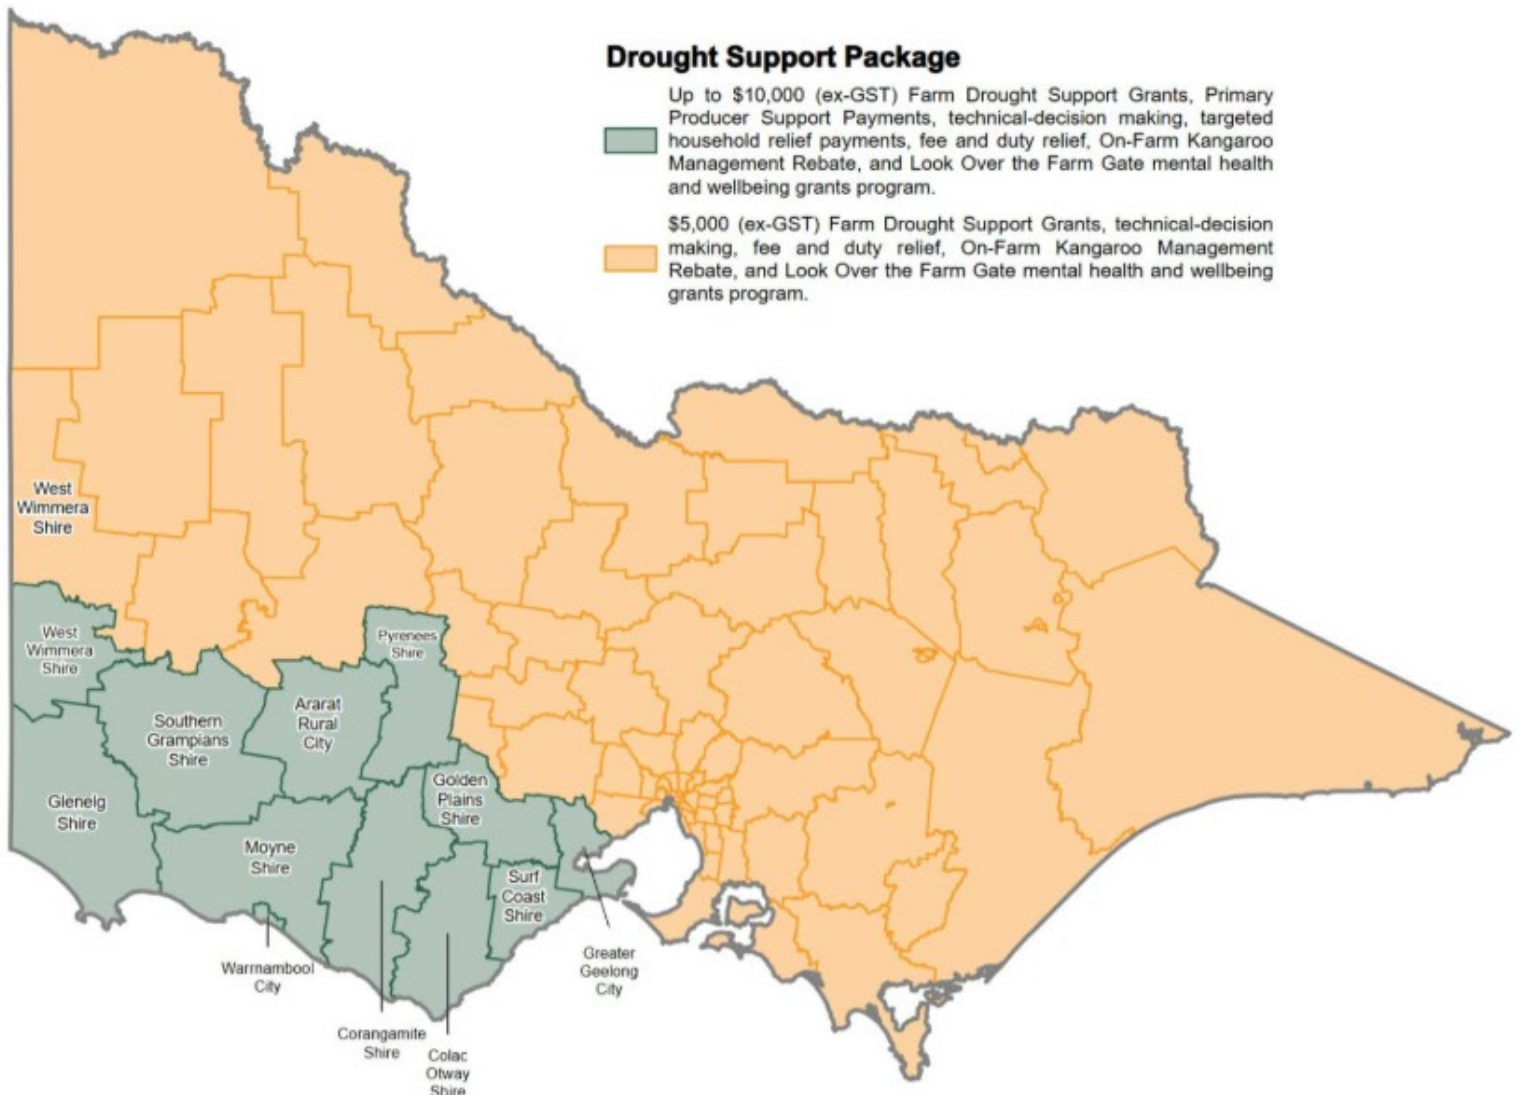 Drought Support Package
Up to $10,000 (ex-GST) Farm Drought Support Grants, Primary
Producer Support Payments, technical-decision making, targeted
household relief payments, fee and duty relief, On-Farm Kangaroo
Management Rebate, and Look Over the Farm Gate mental health
and wellbeing grants program.
$5,000 (ex-GST) Farm Drought Support Grants, technical-decision
making, fee and duty relief, On-Farm Kangaroo Management
Rebate, and Look Over the Farm Gate mental health and wellbeing
grants program.
West
Wimmera
Shire
West
Wimmera
Shire
Pyrenees
Shire
Southern
Grampians
Shire
Ararat
Rural
City
Glenelg
Shire
Golden
Plains
Shire
Moyne
Shire
Surf
Coast
Shire
Warrnambool
City
Greater
Geelong
City
Corangamite
Shire
Colac
Otway
Shire